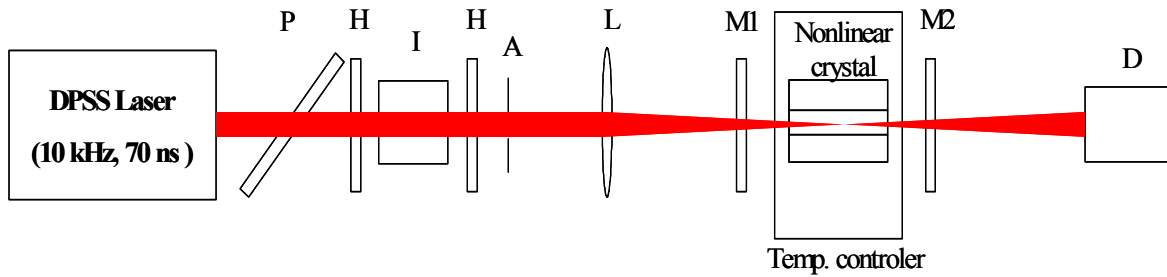 P
H
I
H
A
L
M1
Nonlinear
crystal
M2
D
DPSS Laser
(10 kHz, 70 ns )
Temp. controler